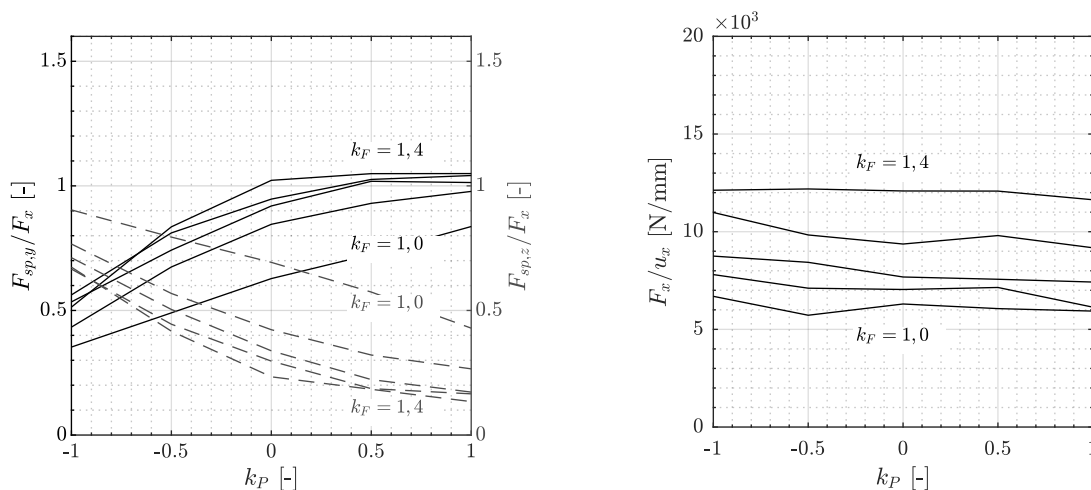 1.5
1
0.5
0
-1
-0.5
0
0.5
1
k_P [-]
F_{sp,y}/F_x [-]
1.5
1
0.5
0
F_{sp,z}/F_x [-]
k_F = 1, 4
k_F = 1, 0
k_F = 1, 0
k_F = 1, 4
×10^3
20
15
10
5
0
-1
-0.5
0
0.5
1
k_P [-]
F_x/u_x [N/mm]
k_F = 1, 4
k_F = 1, 0